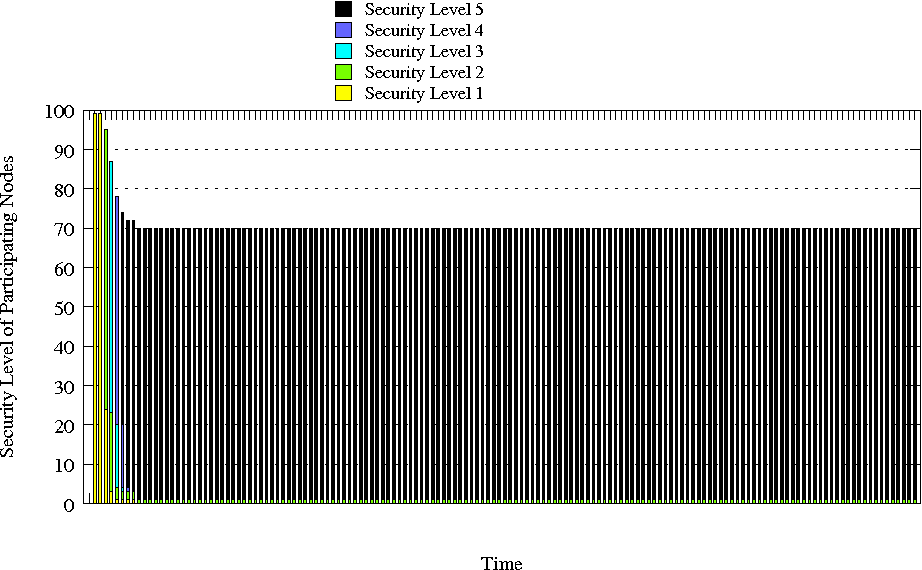 Security Level 5
Security Level 4
Security Level 3
Security Level 2
Security Level 1
100
90
80
70
60
50
40
30
20
10
0
Security Level of Participating Nodes
Time